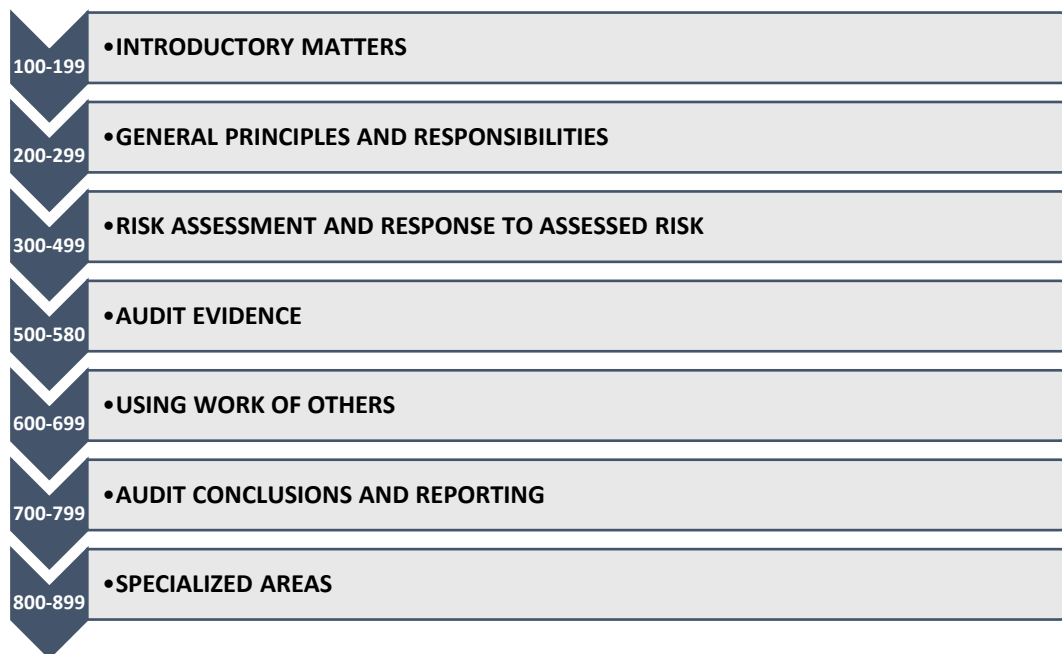 •INTRODUCTORY MATTERS
100-199
•GENERAL PRINCIPLES AND RESPONSIBILITIES
200-299
•RISK ASSESSMENT AND RESPONSE TO ASSESSED RISK
300-499
•AUDIT EVIDENCE
500-580
•USING WORK OF OTHERS
600-699
•AUDIT CONCLUSIONS AND REPORTING
700-799
•SPECIALIZED AREAS
800-899